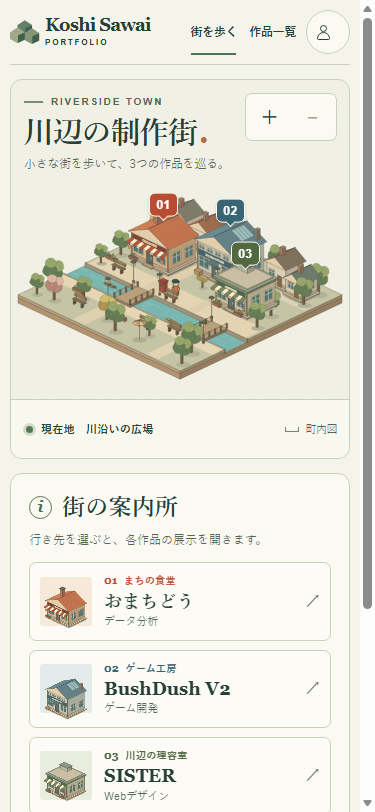 Koshi Sawai
PORTFOLIO
街を歩く
作品一覧
RIVERSIDE TOWN
川辺の制作街.
小さな街を歩いて、3つの作品を巡る。
+
−
01
02
03
現在地 川沿いの広場
町内図
i 街の案内所
行き先を選ぶと、各作品の展示を開きます。
01 まちの食堂
おまちどう
データ分析
02 ゲーム工房
BushDush V2
ゲーム開発
03 川辺の理容室
SISTER
Webデザイン